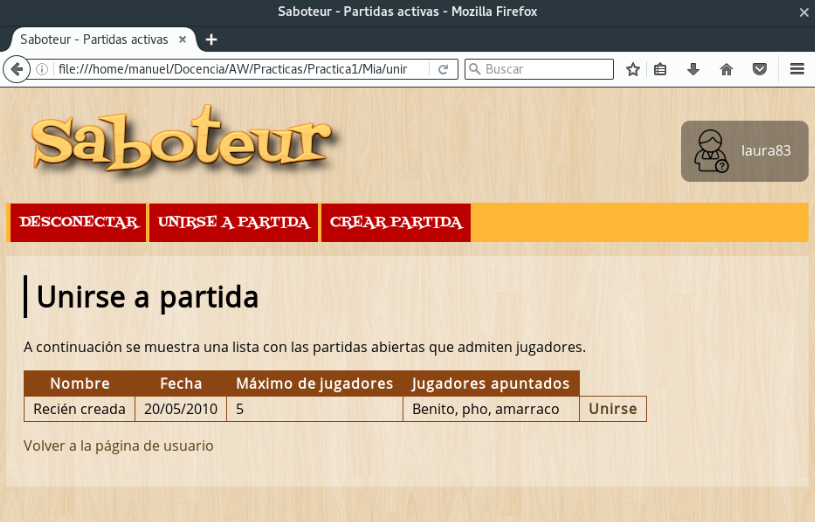 Saboteur - Partidas activas - Mozilla Firefox
Saboteur - Partidas activas
file:///home/manuel/Docencia/AW/Practicas/Practica1/Mia/unir
Buscar
Saboteur
laura83
DESCONECTAR UNIRSE A PARTIDA CREAR PARTIDA
Unirse a partida
A continuación se muestra una lista con las partidas abiertas que admiten jugadores.
Nombre Fecha Máximo de jugadores Jugadores apuntados
Recién creada 20/05/2010 5 Benito, pho, amarraco Unirse
Volver a la página de usuario